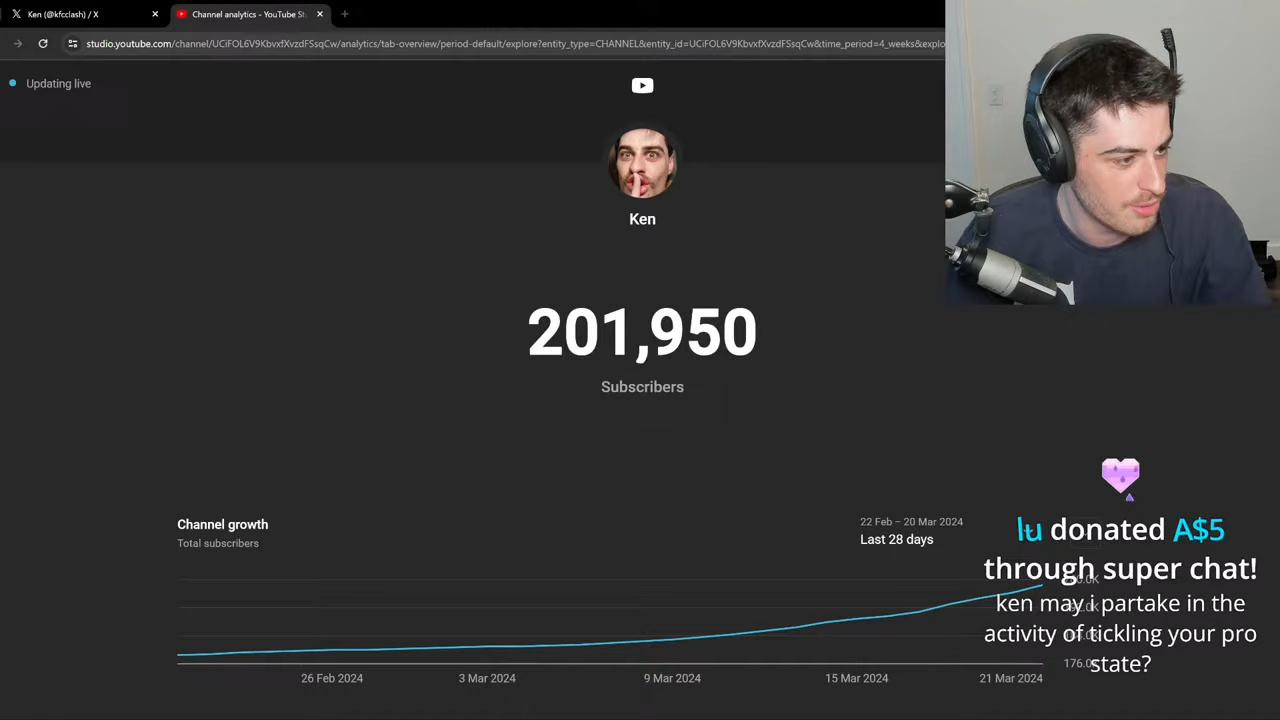 Ken (@kfcclash) / X
Channel analytics - YouTube St
studio.youtube.com/channel/UCiFOL6V9KbvxfXvzdFSsqCw/analytics/tab-overview/period-default/explore?entity_type=CHANNEL&entity_id=UCiFOL6V9KbvxfXvzdFSsqCw&time_period=4_weeks&explo
Updating live
Ken
201,950
Subscribers
Channel growth
Total subscribers
22 Feb – 20 Mar 2024
Last 28 days
lu donated A$5
through super chat!
ken may i partake in the
activity of tickling your pro
state?
26 Feb 2024
3 Mar 2024
9 Mar 2024
15 Mar 2024
21 Mar 2024